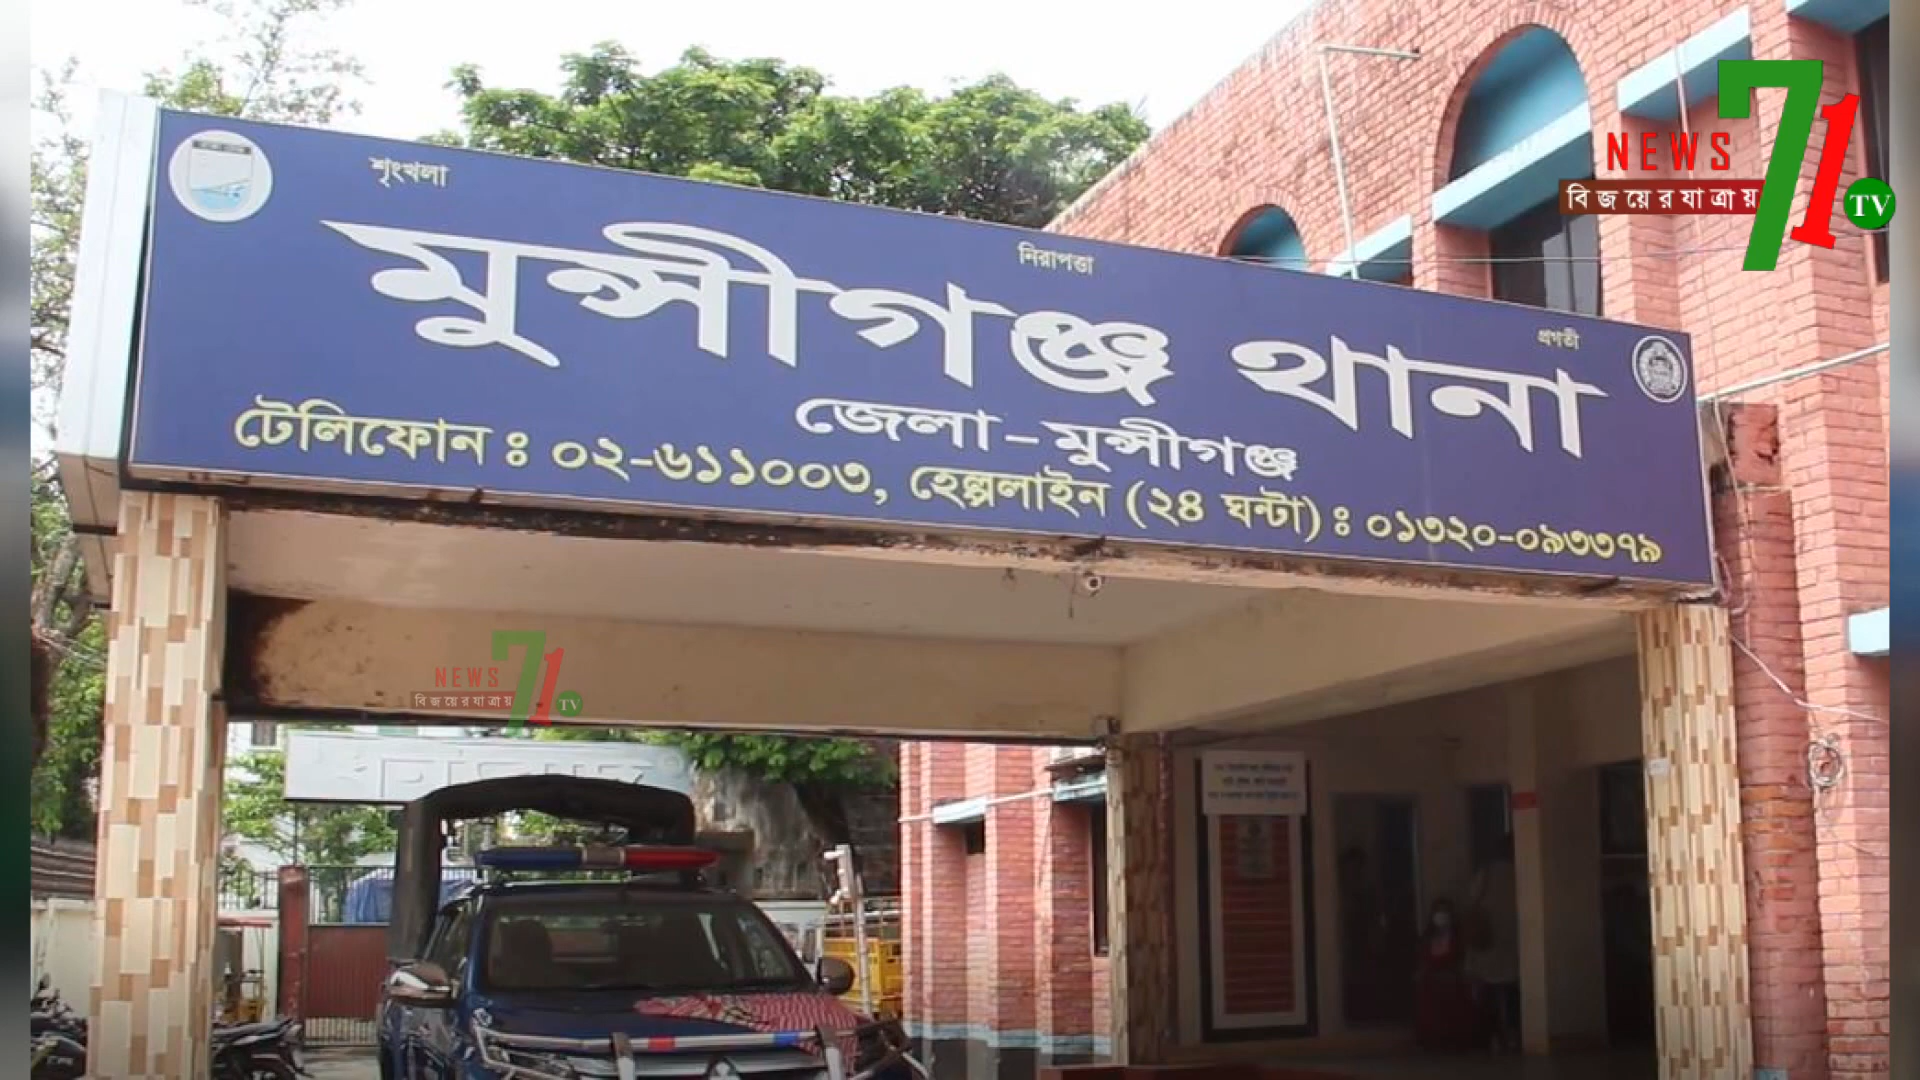 শৃংখলা নিরাপত্তা প্রগতী
মুন্সীগঞ্জ থানা
জেলা-মুন্সীগঞ্জ
টেলিফোন ঃ ০২-৬১১০০৩, হেল্পলাইন (২৪ ঘন্টা) ঃ ০১৩২০-০৯৩৩৭৯
NEWS 71 TV
বিজয়ের যাত্রায়
NEWS 71 TV
বিজয়ের যাত্রায়